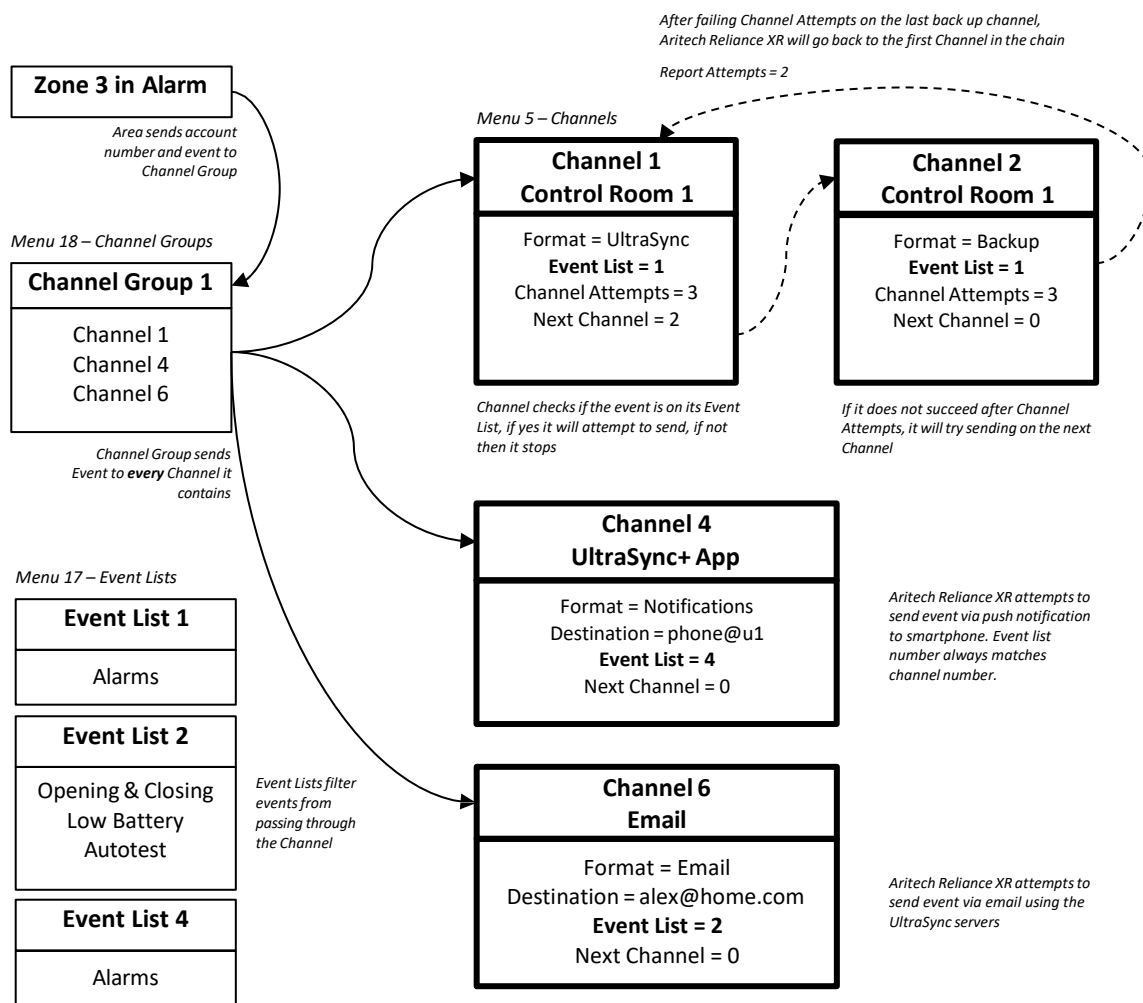 After failing Channel Attempts on the last back up channel,
Aritech Reliance XR will go back to the first Channel in the chain
Report Attempts = 2
Zone 3 in Alarm
Area sends account
number and event to
Channel Group
Menu 18 – Channel Groups
Channel Group 1
Channel 1
Channel 4
Channel 6
Channel Group sends
Event to every Channel it
contains
Menu 5 – Channels
Channel 1
Control Room 1
Format = UltraSync
Event List = 1
Channel Attempts = 3
Next Channel = 2
Channel checks if the event is on its Event
List, if yes it will attempt to send, if not
then it stops
Channel 2
Control Room 1
Format = Backup
Event List = 1
Channel Attempts = 3
Next Channel = 0
If it does not succeed after Channel
Attempts, it will try sending on the next
Channel
Channel 4
UltraSync+ App
Format = Notifications
Destination = phone@u1
Event List = 4
Next Channel = 0
Aritech Reliance XR attempts to
send event via push notification
to smartphone. Event list
number always matches
channel number.
Menu 17 – Event Lists
Event List 1
Alarms
Event List 2
Opening & Closing
Low Battery
Autotest
Event List 4
Alarms
Event Lists filter
events from
passing through
the Channel
Channel 6
Email
Format = Email
Destination = alex@home.com
Event List = 2
Next Channel = 0
Aritech Reliance XR attempts to
send event via email using the
UltraSync servers